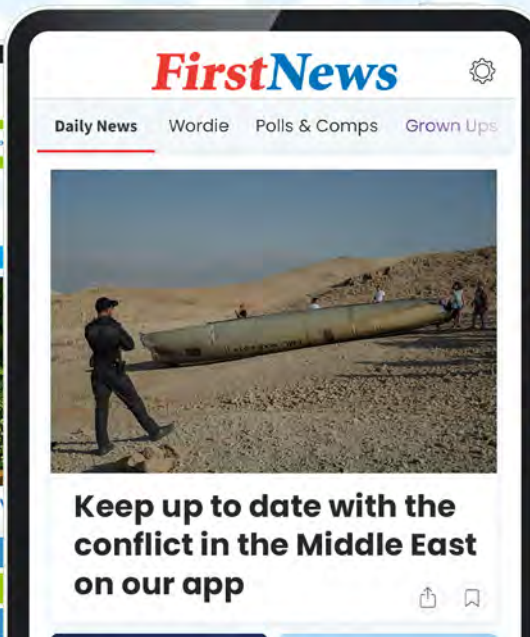 FirstNews
Daily News Wordie Polls & Comps Grown Ups
Keep up to date with the
conflict in the Middle East
on our app